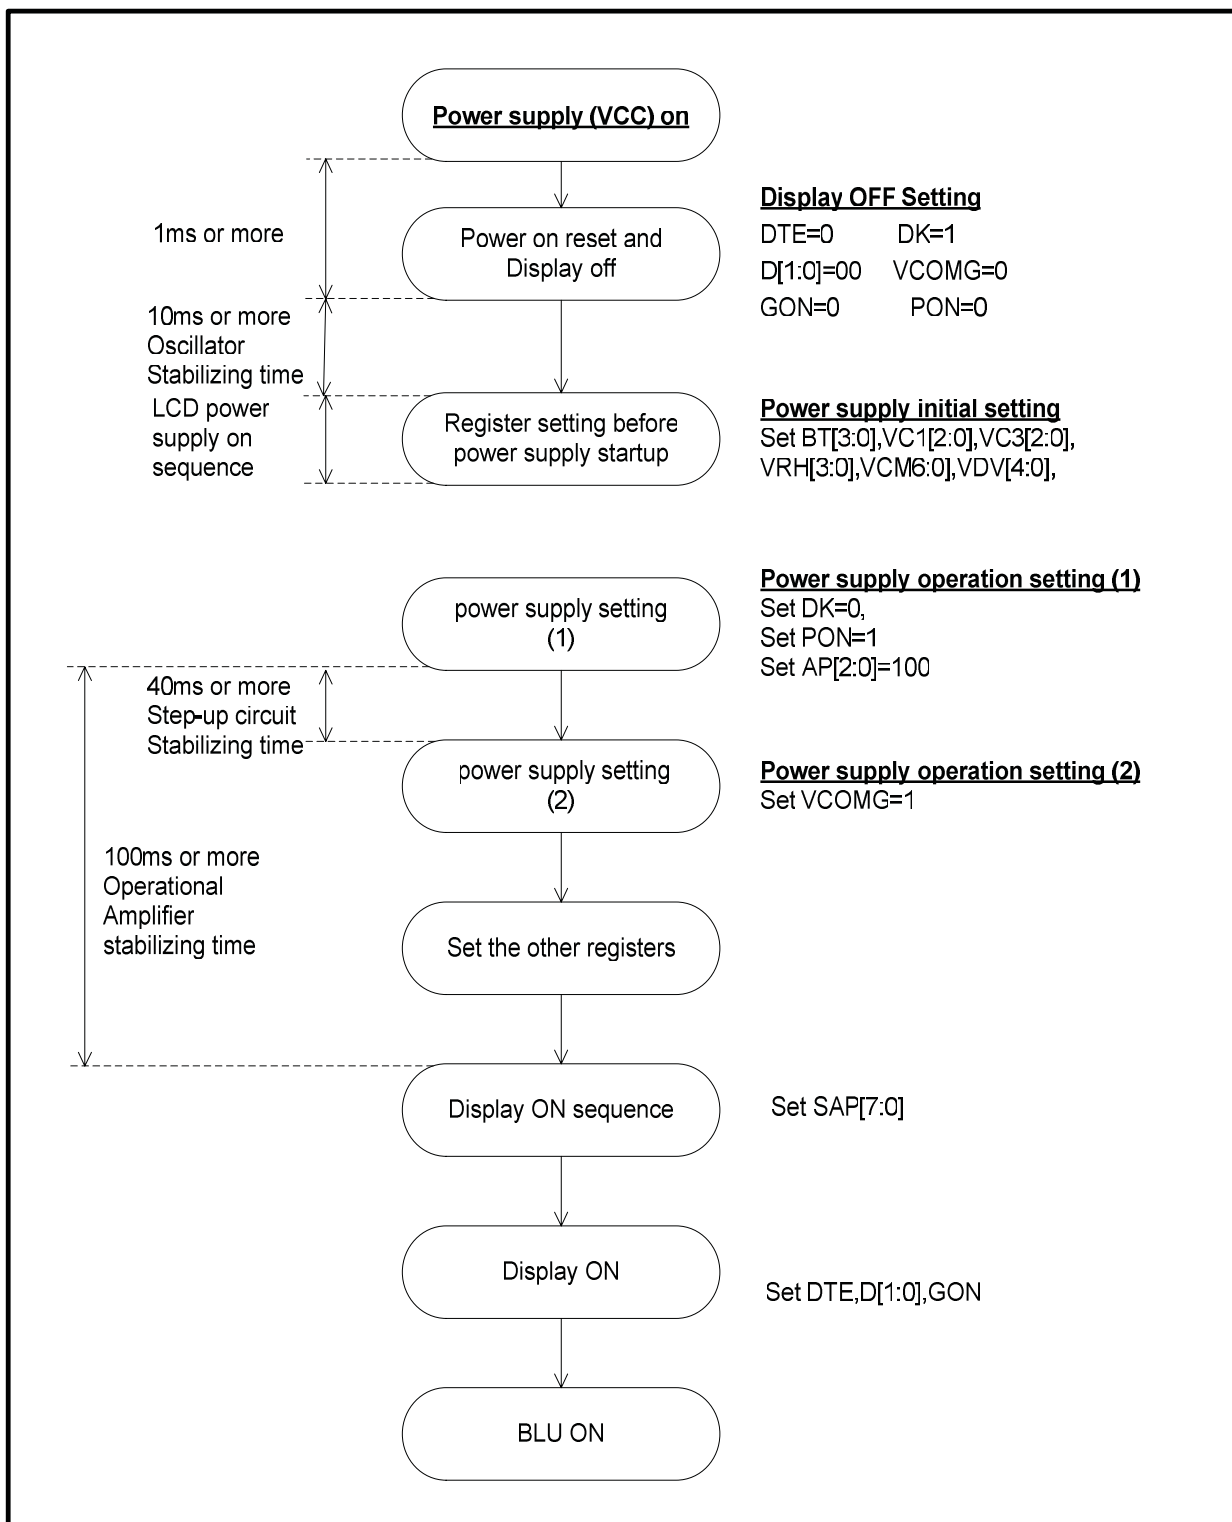 Power supply (VCC) on
1ms or more
Power on reset and
Display off
Display OFF Setting
DTE=0 DK=1
D[1:0]=00 VCOMG=0
GON=0 PON=0
10ms or more
Oscillator
Stabilizing time
LCD power
supply on
sequence
Register setting before
power supply startup
Power supply initial setting
Set BT[3:0],VC1[2:0],VC3[2:0],
VRH[3:0],VCM6:0],VDV[4:0],
power supply setting
(1)
Power supply operation setting (1)
Set DK=0,
Set PON=1
Set AP[2:0]=100
40ms or more
Step-up circuit
Stabilizing time
power supply setting
(2)
Power supply operation setting (2)
Set VCOMG=1
100ms or more
Operational
Amplifier
stabilizing time
Set the other registers
Display ON sequence
Set SAP[7:0]
Display ON
Set DTE,D[1:0],GON
BLU ON